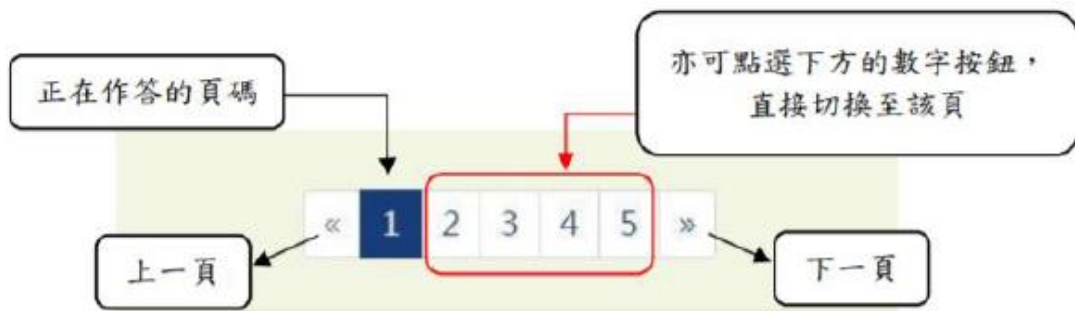 亦可點選下方的數字按鈕，
直接切換至該頁
正在作答的頁碼
« 1 2 3 4 5 »
上一頁
下一頁